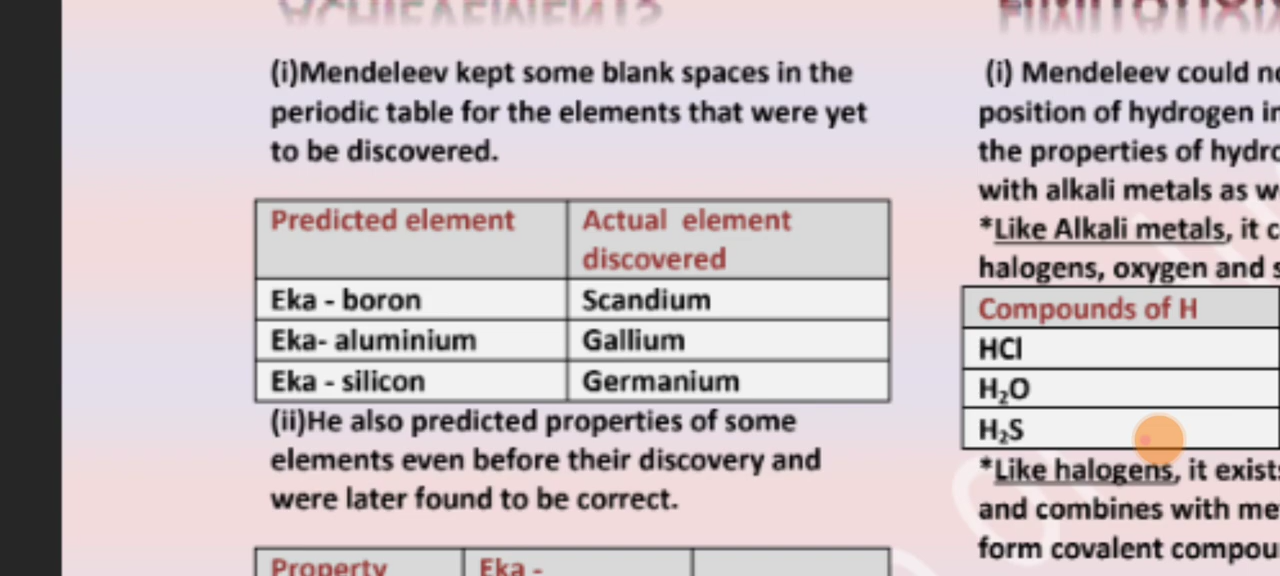 ACHIEVEMENTS
(i)Mendeleev kept some blank spaces in the
periodic table for the elements that were yet
to be discovered.
Predicted element Actual element
discovered
Eka - boron Scandium
Eka- aluminium Gallium
Eka - silicon Germanium
(ii)He also predicted properties of some
elements even before their discovery and
were later found to be correct.
Property Eka -
(i) Mendeleev could
position of hydrogen
the properties of
with alkali metals as
*Like Alkali metals, it
halogens, oxygen and
Compounds of H
HCl
H₂O
H₂S
*Like halogens, it
and combines with
form covalent